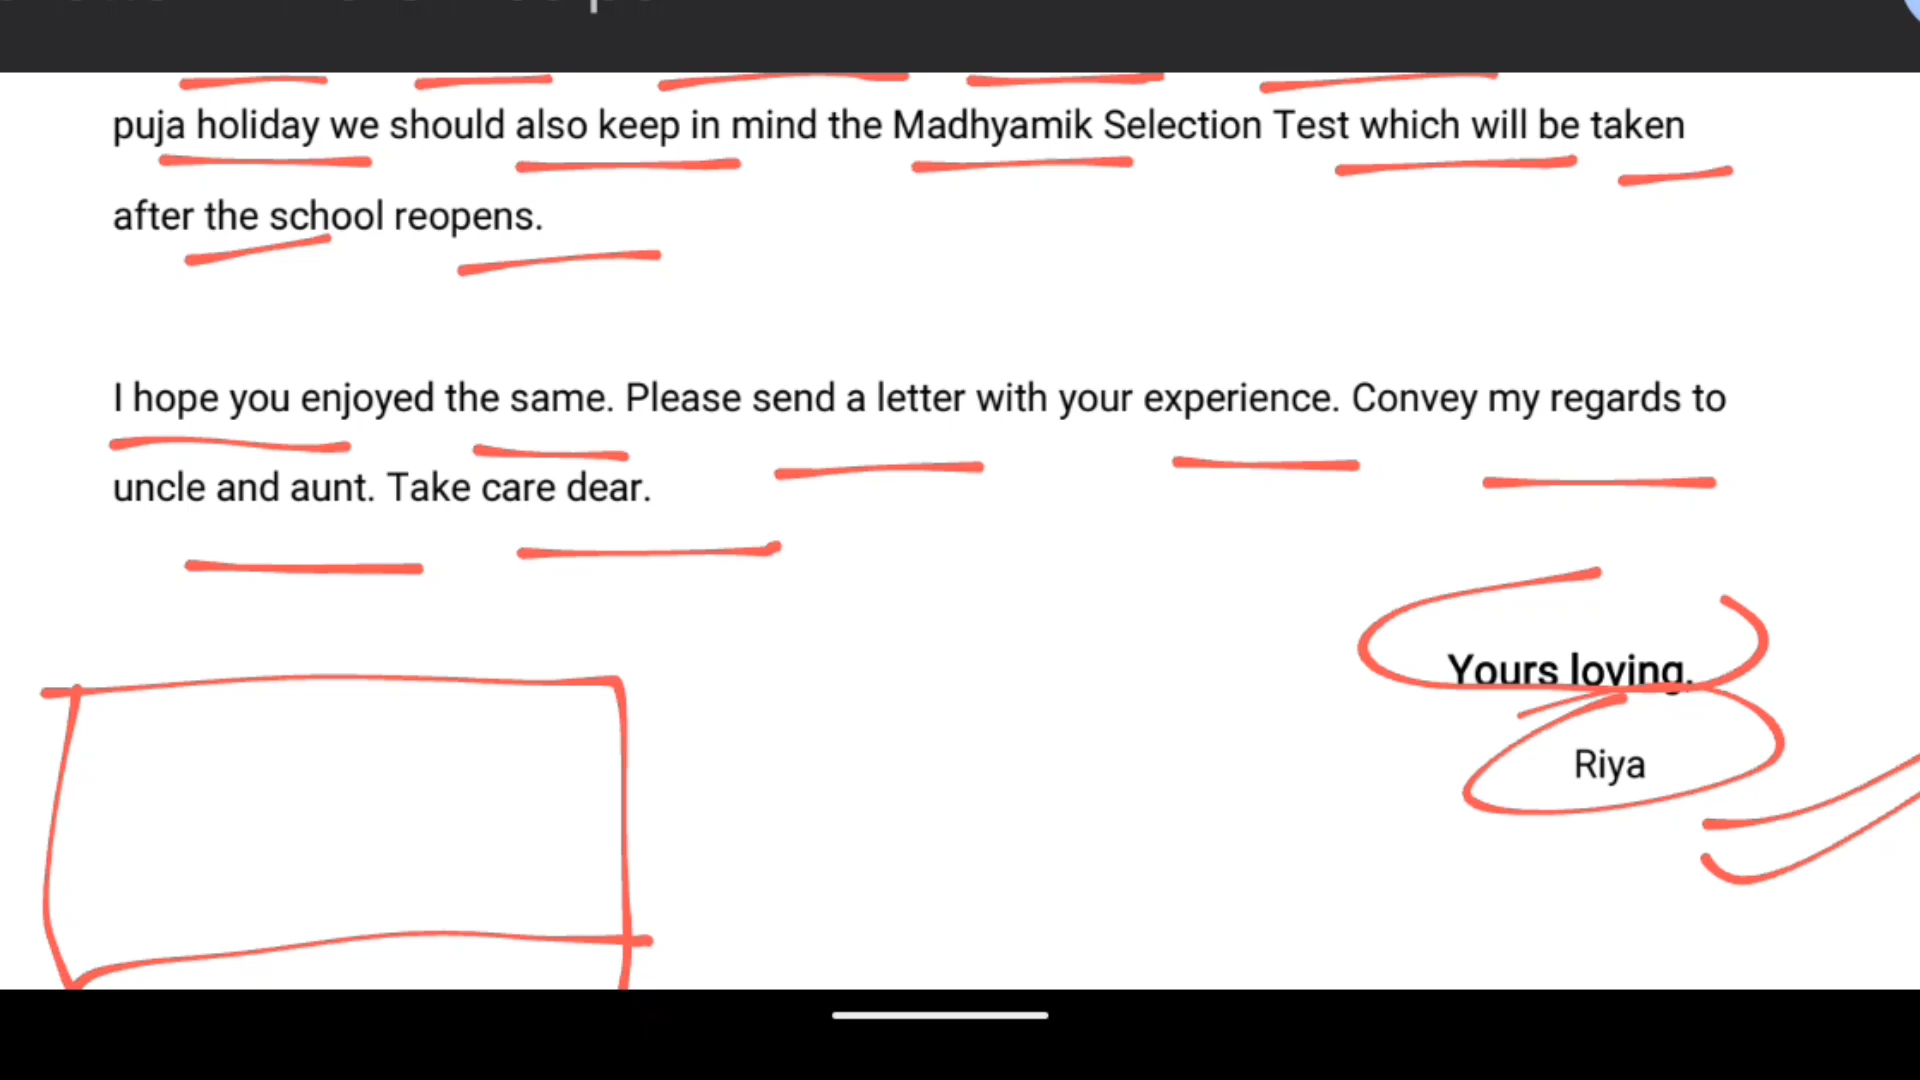 puja holiday we should also keep in mind the Madhyamik Selection Test which will be taken
after the school reopens.
I hope you enjoyed the same. Please send a letter with your experience. Convey my regards to
uncle and aunt. Take care dear.
Yours loving,
Riya